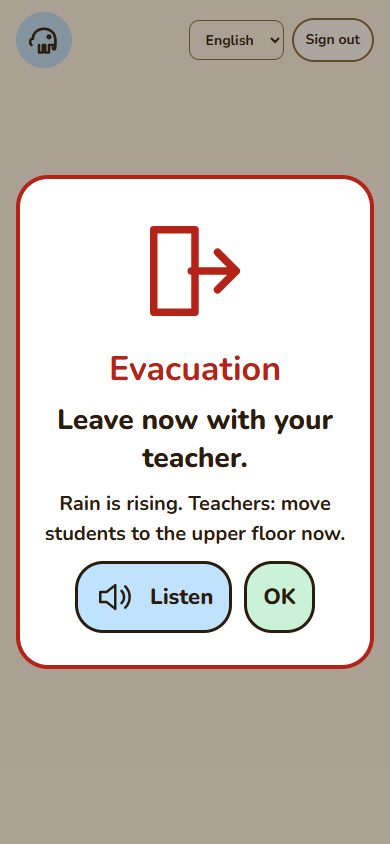 English
Sign out
Evacuation
Leave now with your
teacher.
Rain is rising. Teachers: move
students to the upper floor now.
Listen
OK